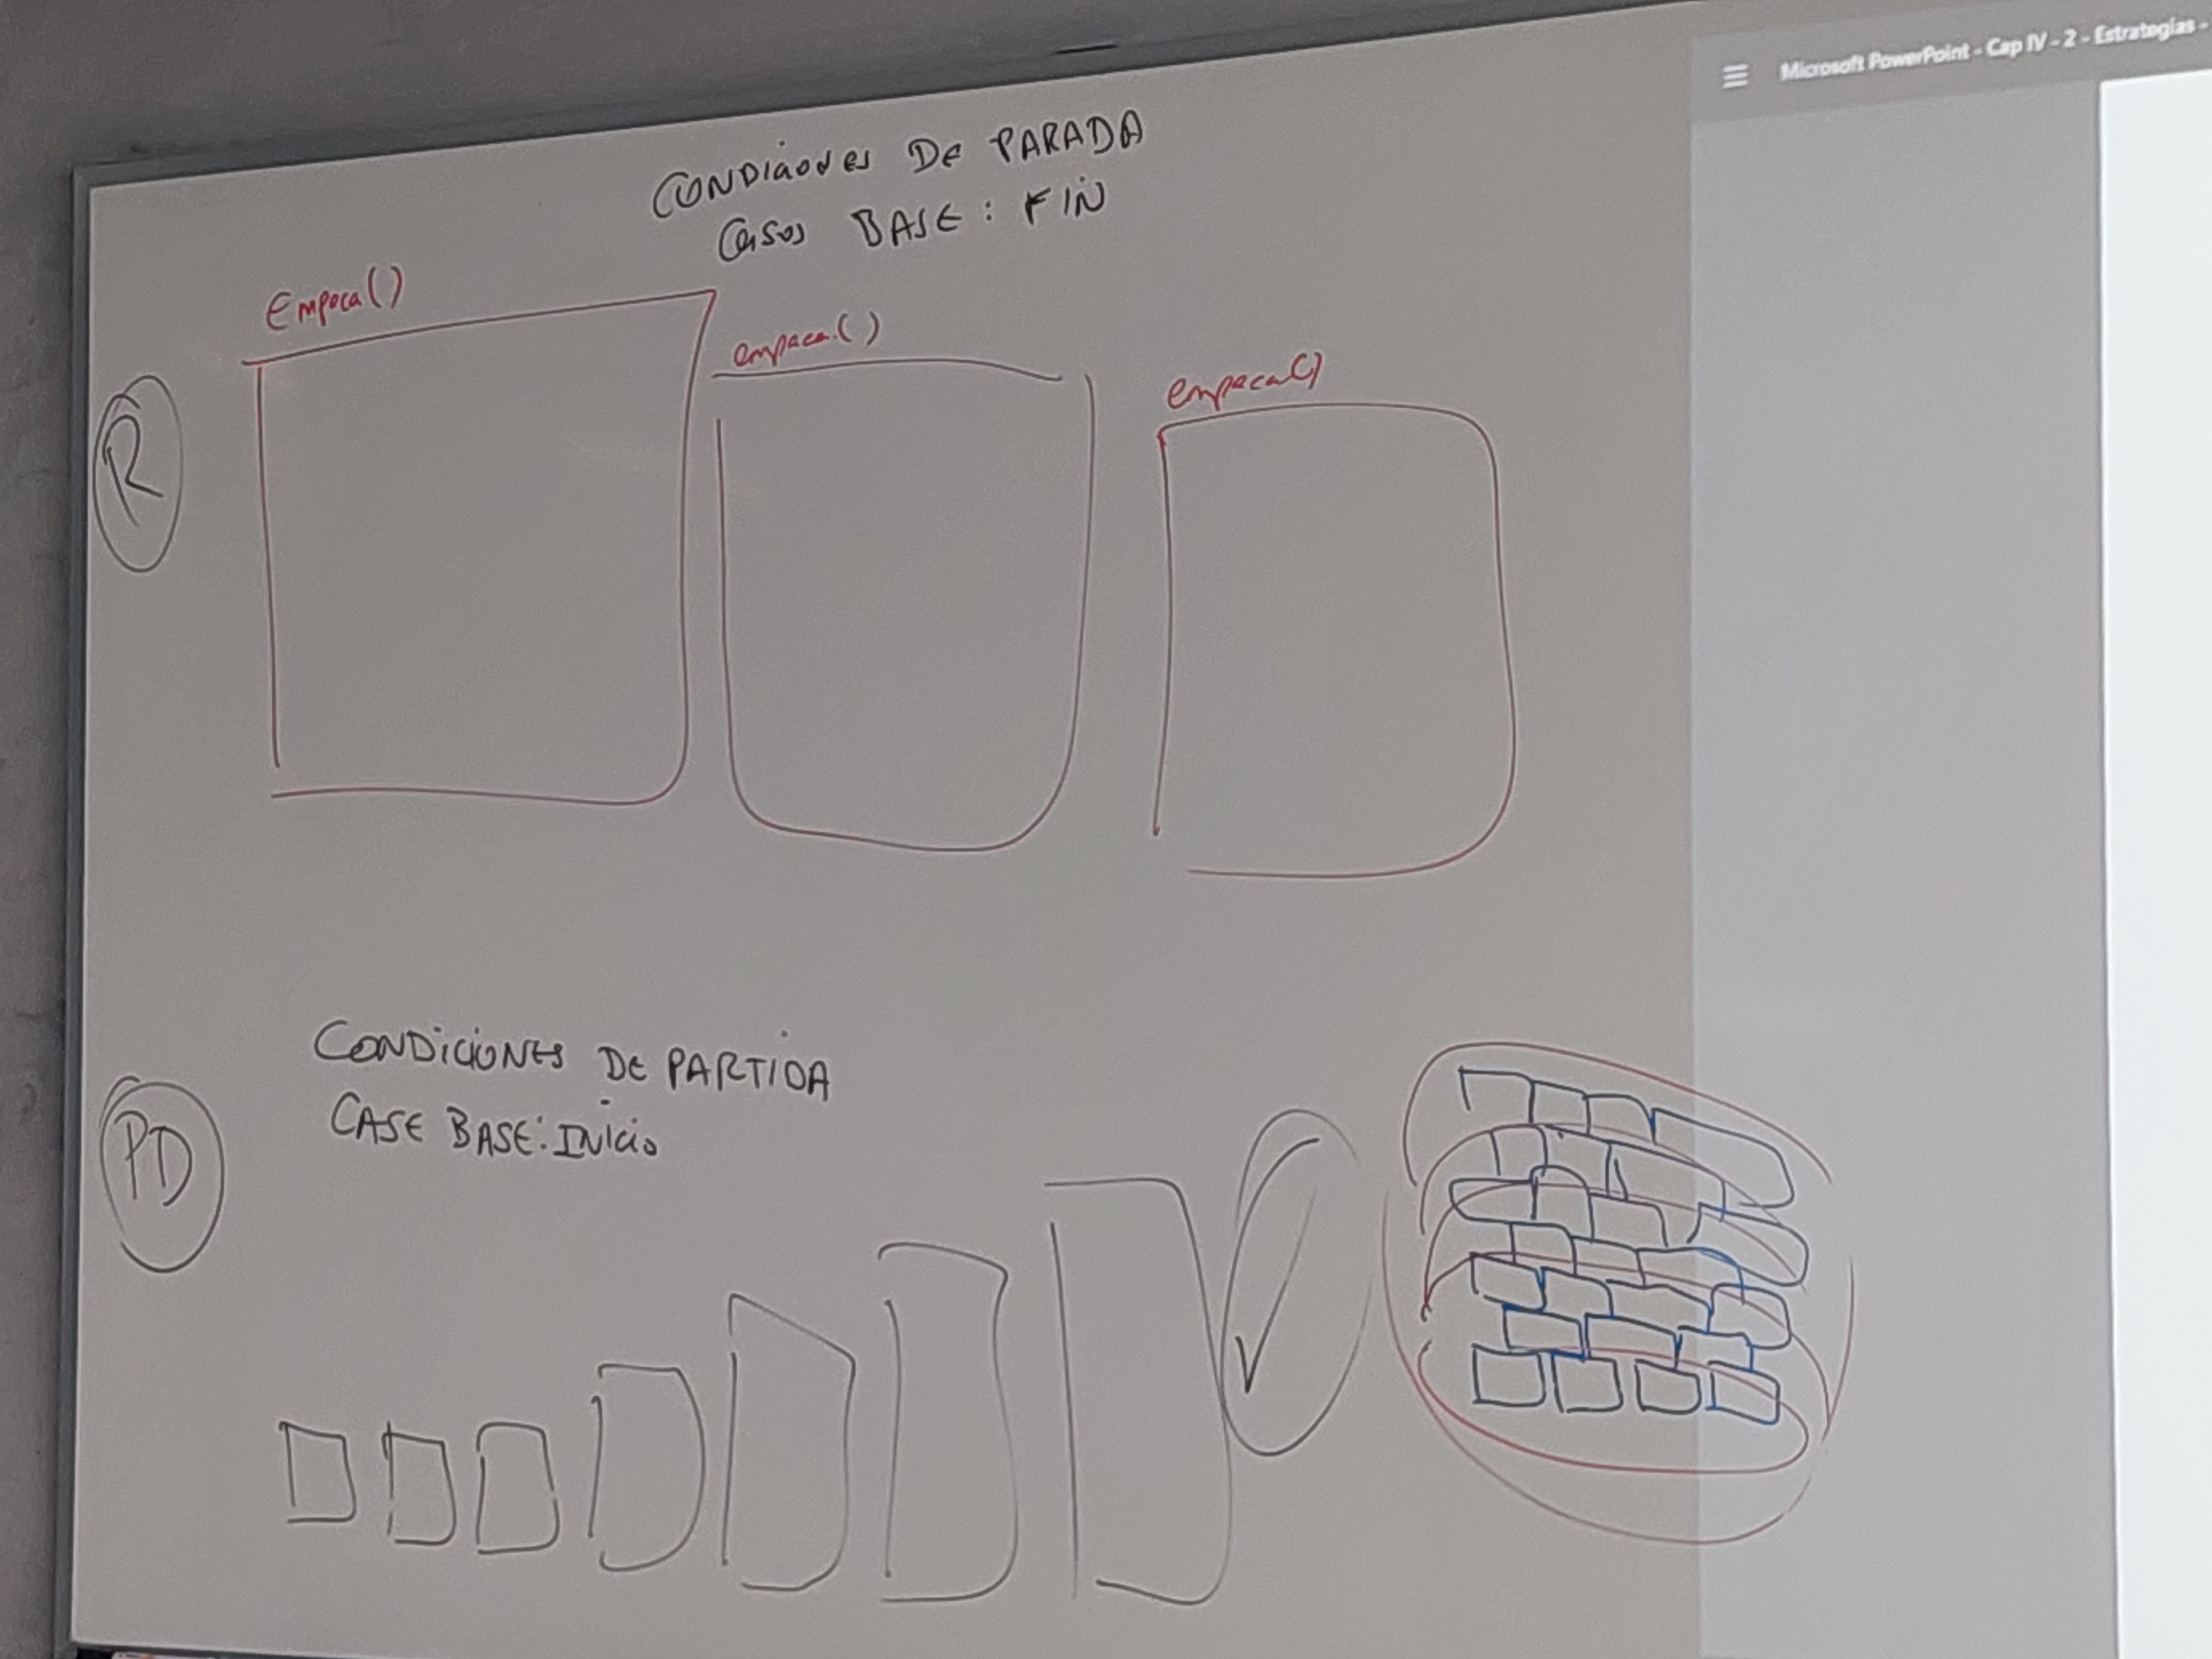 Microsoft PowerPoint - Cap IV - 2 - Estrategias -
CONDICIONES DE PARADA
CASOS BASE: FIN
Empaca()
empaca()
empaca()
R
CONDICIONES DE PARTIDA
CASE BASE: INICIO
PD